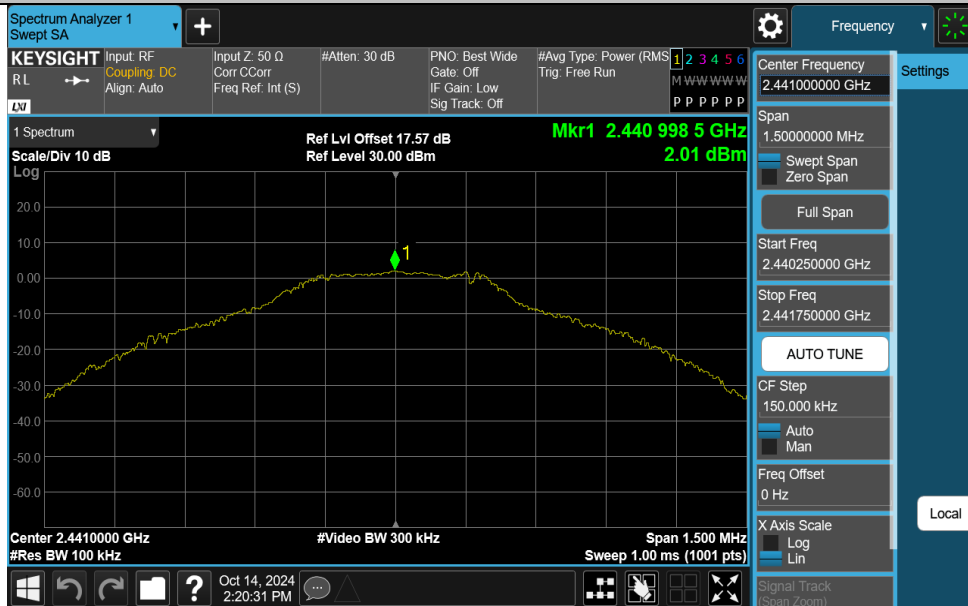 Spectrum Analyzer 1
Swept SA
+
Frequency
KEYSIGHT
R L
LXI
Input: RF
Coupling: DC
Align: Auto
Input Z: 50 Ω
Corr CCorr
Freq Ref: Int (S)
#Atten: 30 dB
PNO: Best Wide
Gate: Off
IF Gain: Low
Sig Track: Off
#Avg Type: Power (RMS
Trig: Free Run
1 2 3 4 5 6
M W W W W W
P P P P P P
Center Frequency
2.441000000 GHz
Settings
Span
1.50000000 MHz
Swept Span
Zero Span
Full Span
Start Freq
2.440250000 GHz
Stop Freq
2.441750000 GHz
AUTO TUNE
CF Step
150.000 kHz
Auto
Man
Freq Offset
0 Hz
X Axis Scale
Log
Lin
Signal Track
(Span Zoom)
Local
1 Spectrum
Scale/Div 10 dB
Log
Ref Lvl Offset 17.57 dB
Ref Level 30.00 dBm
Mkr1 2.440 998 5 GHz
2.01 dBm
20.0
10.0
0.00
-10.0
-20.0
-30.0
-40.0
-50.0
-60.0
1
Center 2.4410000 GHz
#Res BW 100 kHz
#Video BW 300 kHz
Span 1.500 MHz
Sweep 1.00 ms (1001 pts)
?
Oct 14, 2024
2:20:31 PM